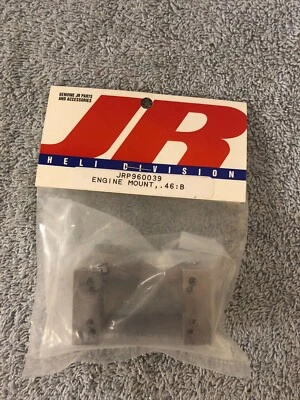 GENUINE JR PARTS
AND ACCESSORIES
JR
HELI DIVISION
JRP960039
ENGINE MOUNT,.46:B